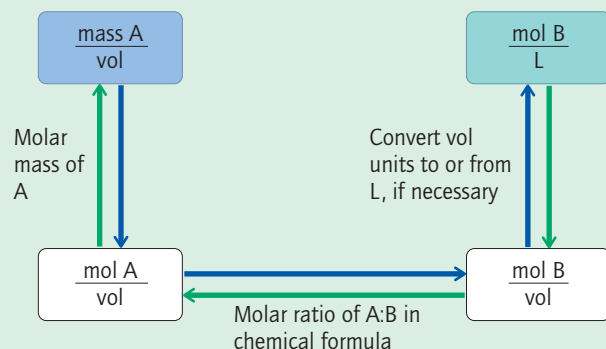 mass A
vol
mol B
L
Molar
mass of
A
Convert vol
units to or from
L, if necessary
mol A
vol
mol B
vol
Molar ratio of A:B in
chemical formula